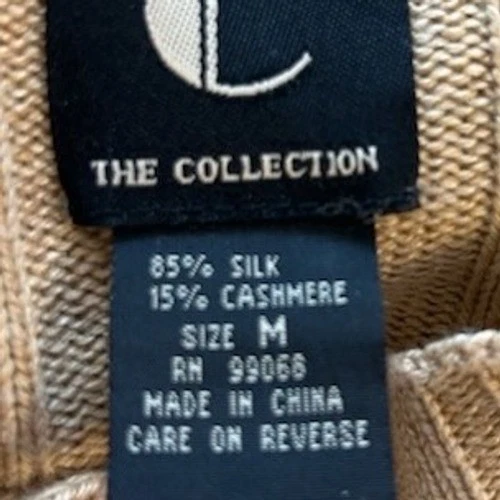 THE COLLECTION
85% SILK
15% CASHMERE
SIZE M
RN 99068
MADE IN CHINA
CARE ON REVERSE